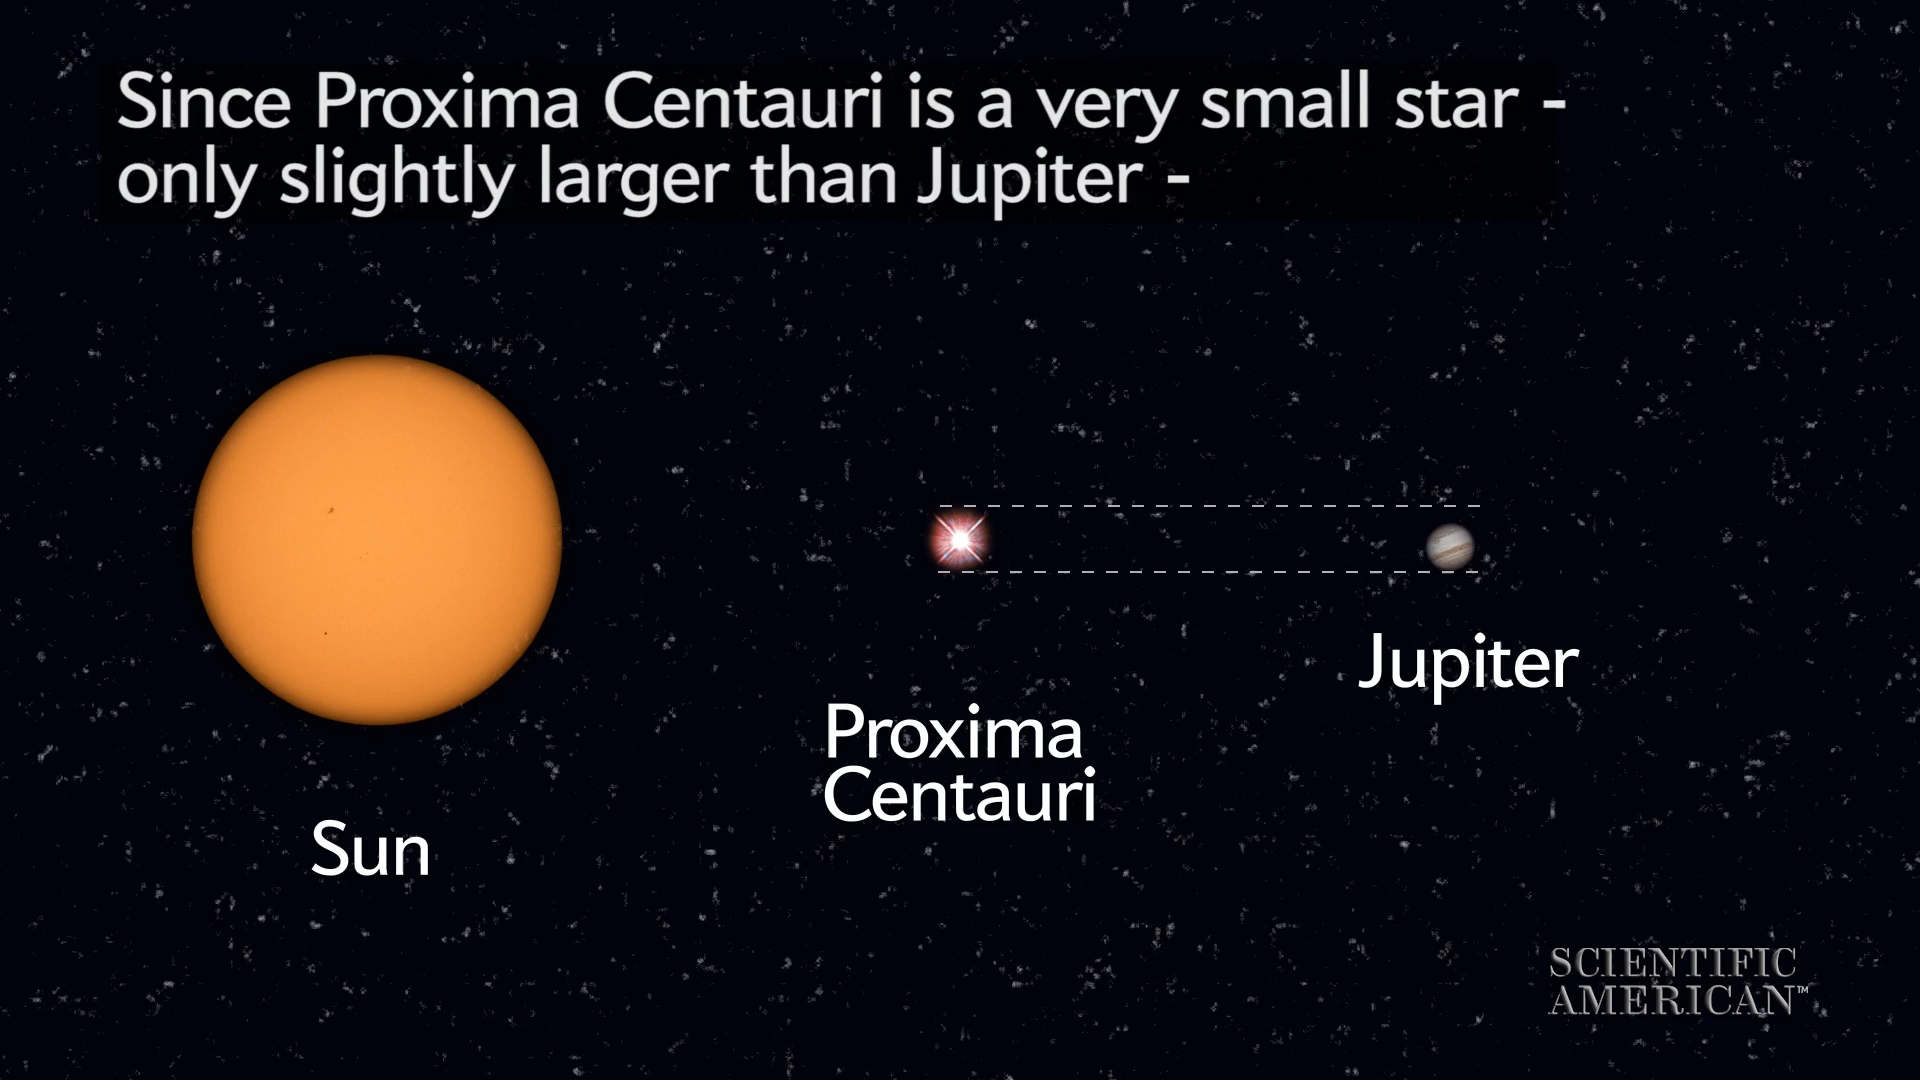 Since Proxima Centauri is a very small star -
only slightly larger than Jupiter -
Jupiter
Proxima
Centauri
Sun
SCIENTIFIC
AMERICAN™